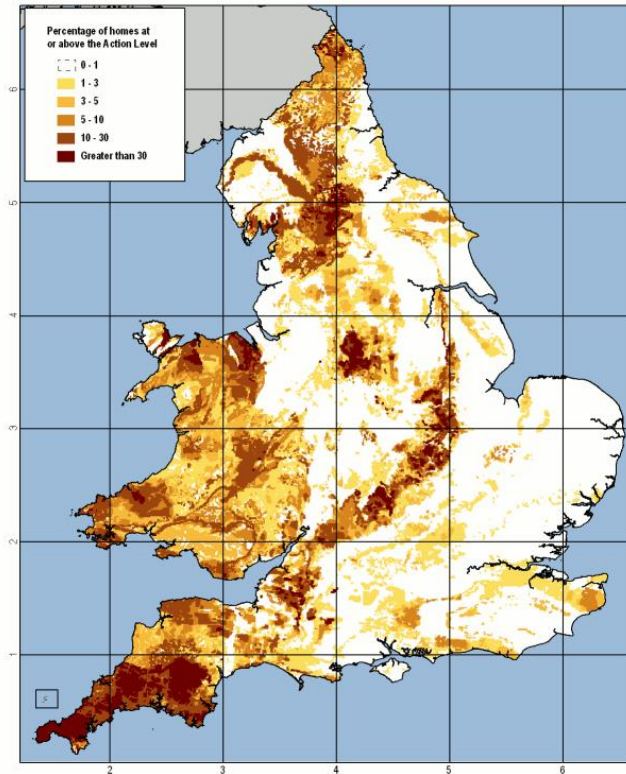 Percentage of homes at
or above the Action Level
0 - 1
1 - 3
3 - 5
5 - 10
10 - 30
Greater than 30
6
5
4
3
2
1
2
3
4
5
6